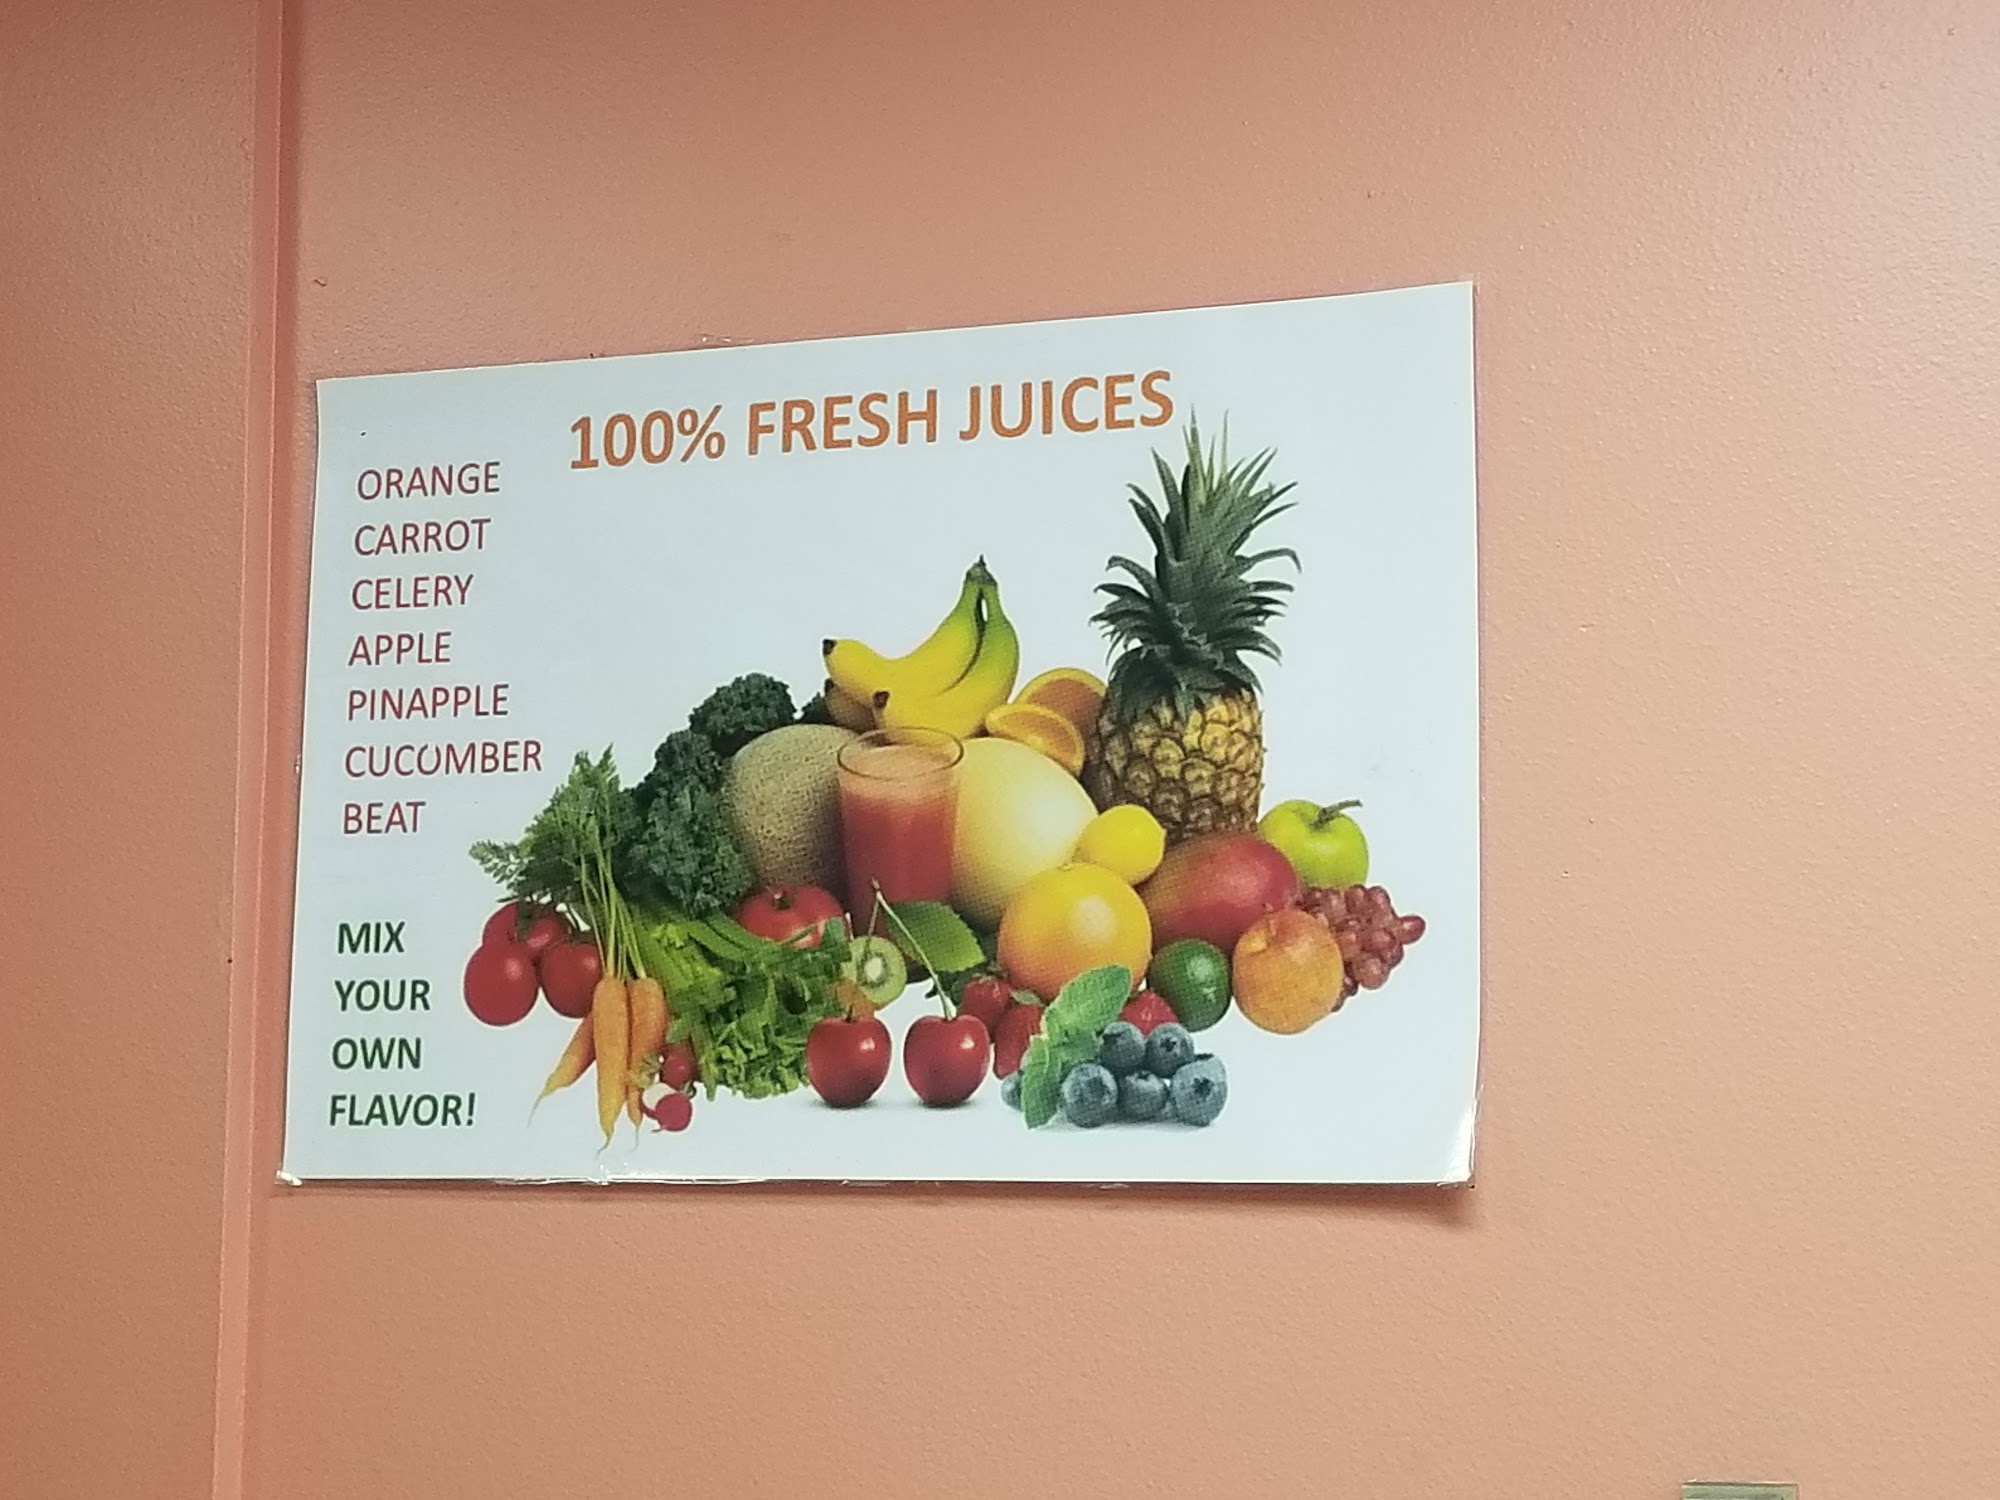 100% FRESH JUICES
ORANGE
CARROT
CELERY
APPLE
PINAPPLE
CUCOMBER
BEAT
MIX
YOUR
OWN
FLAVOR!